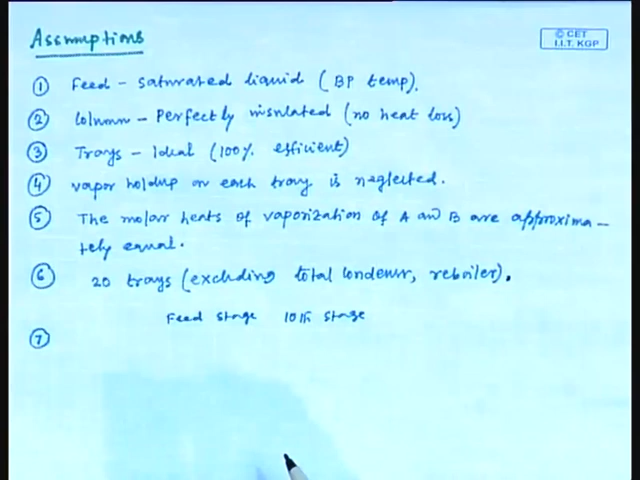 Assumptions
© CET
I.I.T. KGP
① Feed - saturated liquid (BP temp).
② Column - Perfectly insulated (no heat loss)
③ Trays - Ideal (100% efficient)
④ vapor holdup on each tray is neglected.
⑤ The molar heats of vaporization of A and B are approxima-
tely equal.
⑥ 20 trays (excluding total condenser, reboiler).
Feed stage 10th stage
⑦